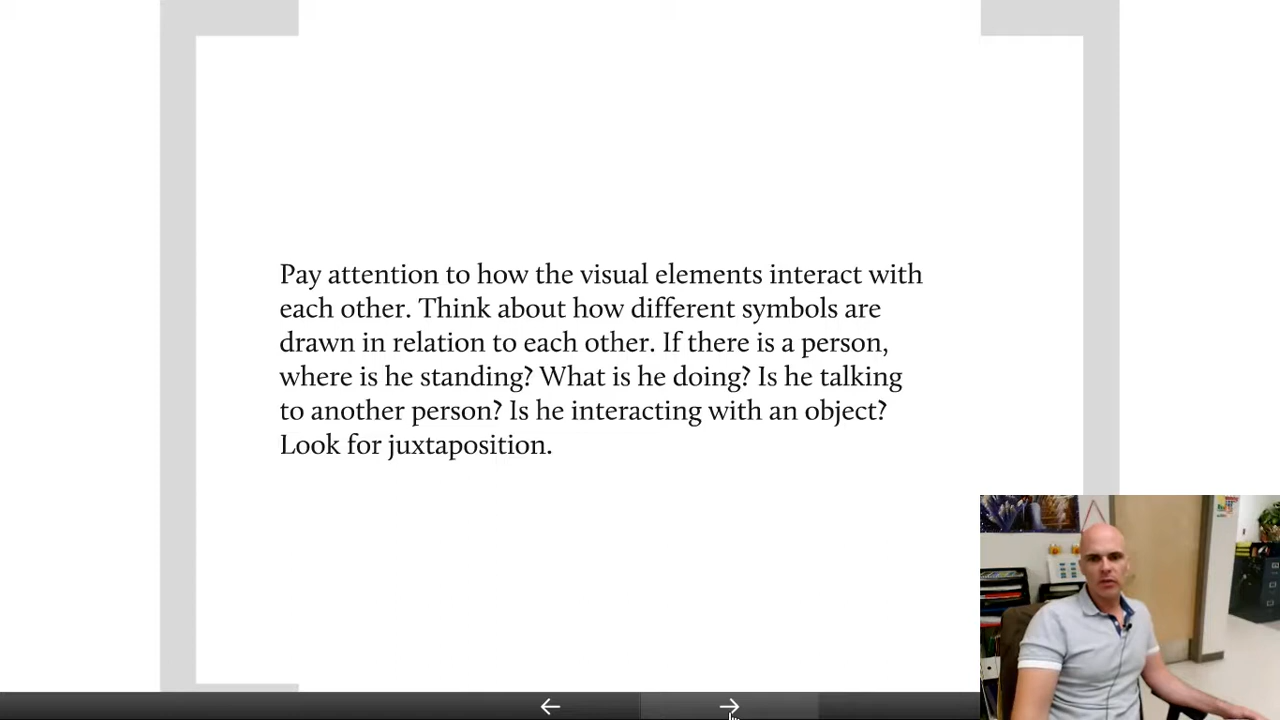 Pay attention to how the visual elements interact with
each other. Think about how different symbols are
drawn in relation to each other. If there is a person,
where is he standing? What is he doing? Is he talking
to another person? Is he interacting with an object?
Look for juxtaposition.